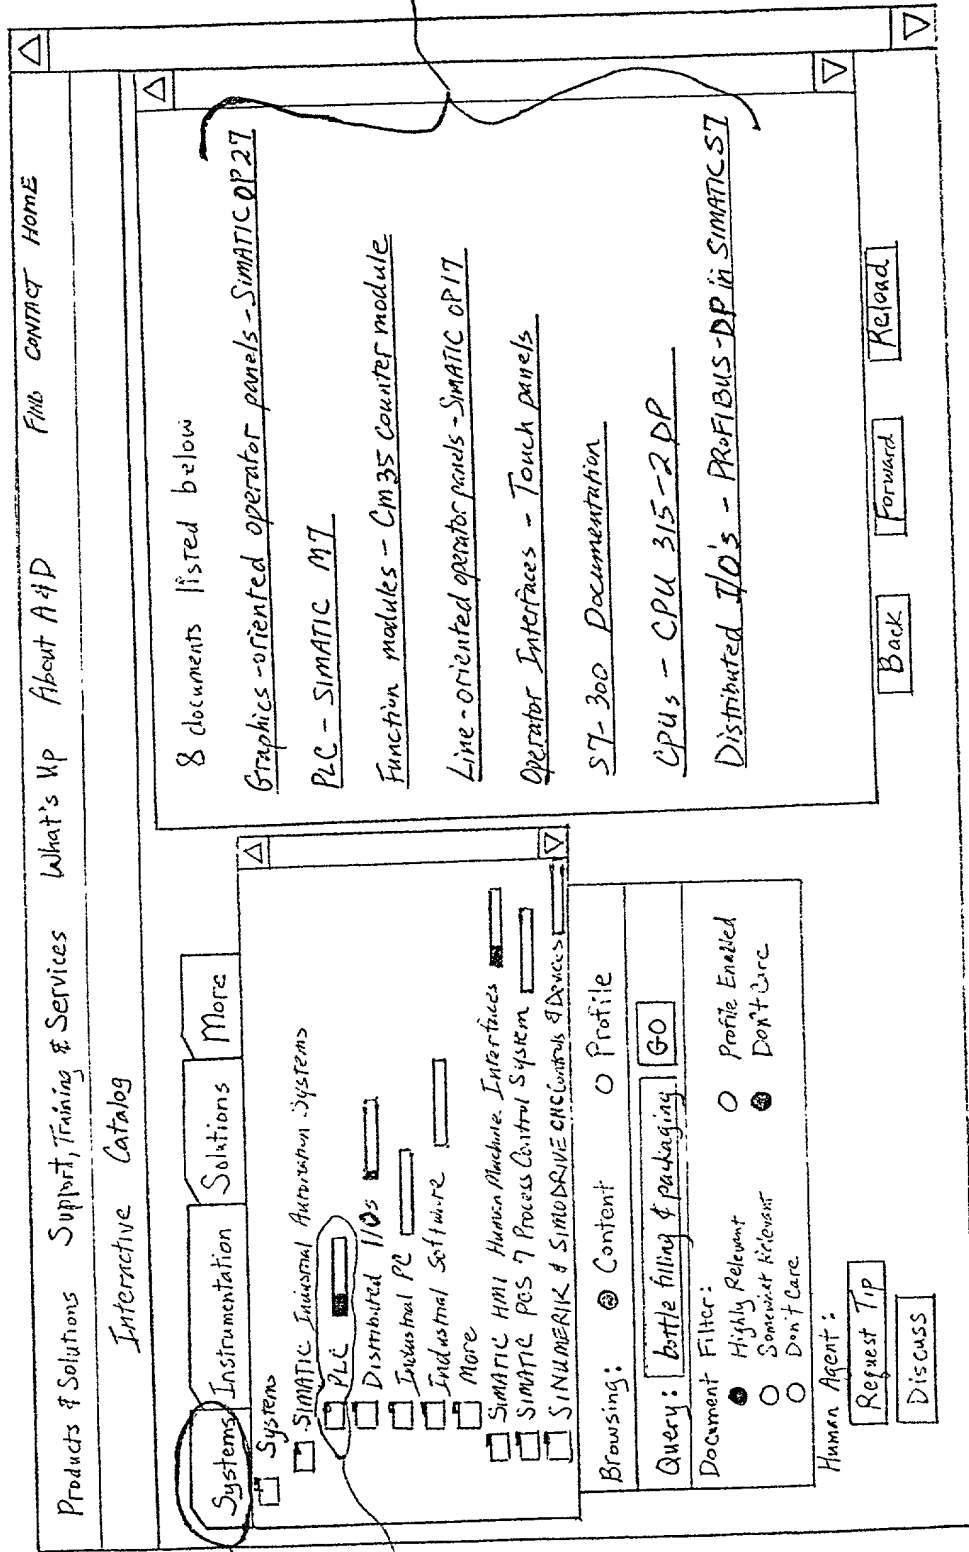 Products & Solutions Support, Training & Services What's Up About A&D FIND CONTACT HOME
Interactive Catalog
Systems Instrumentation Solutions More
Systems
SIMATIC Industrial Automation Systems
PLC
Distributed I/Os
Industrial PC
Industrial Software
More
SIMATIC HMI Human Machine Interfaces
SIMATIC PCS 7 Process Control System
SINUMERIK & SIMODRIVE CNC Controls & Devices
Browsing: Content Profile
Query: bottle filling & packaging GO
Document Filter:
Highly Relevant Profile Enabled
Somewhat Relevant Don't Care
Don't Care
Human Agent:
Request Tip
Discuss
8 documents listed below
Graphics-oriented operator panels-SIMATIC OP27
PLC - SIMATIC M7
Function modules - Cm35 Counter module
Line-oriented operator panels-SIMATIC OP17
Operator Interfaces - Touch panels
S7-300 Documentation
CPUs - CPU 315-2 DP
Distributed I/O's - PROFIBUS-DP in SIMATIC S7
Back Forward Reload